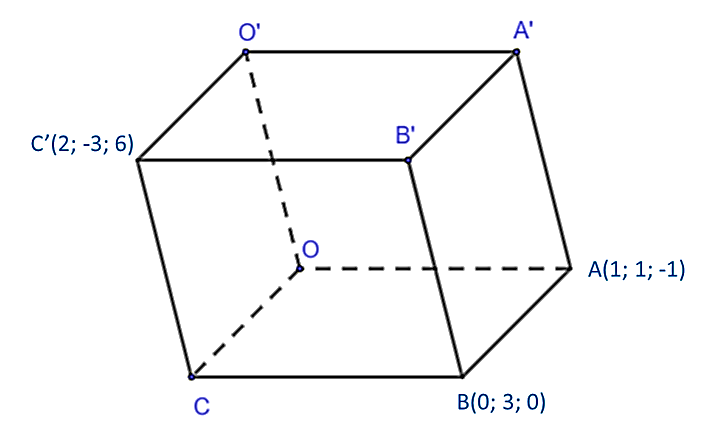 O'
A'
C’(2; -3; 6)
B'
O
A(1; 1; -1)
C
B(0; 3; 0)